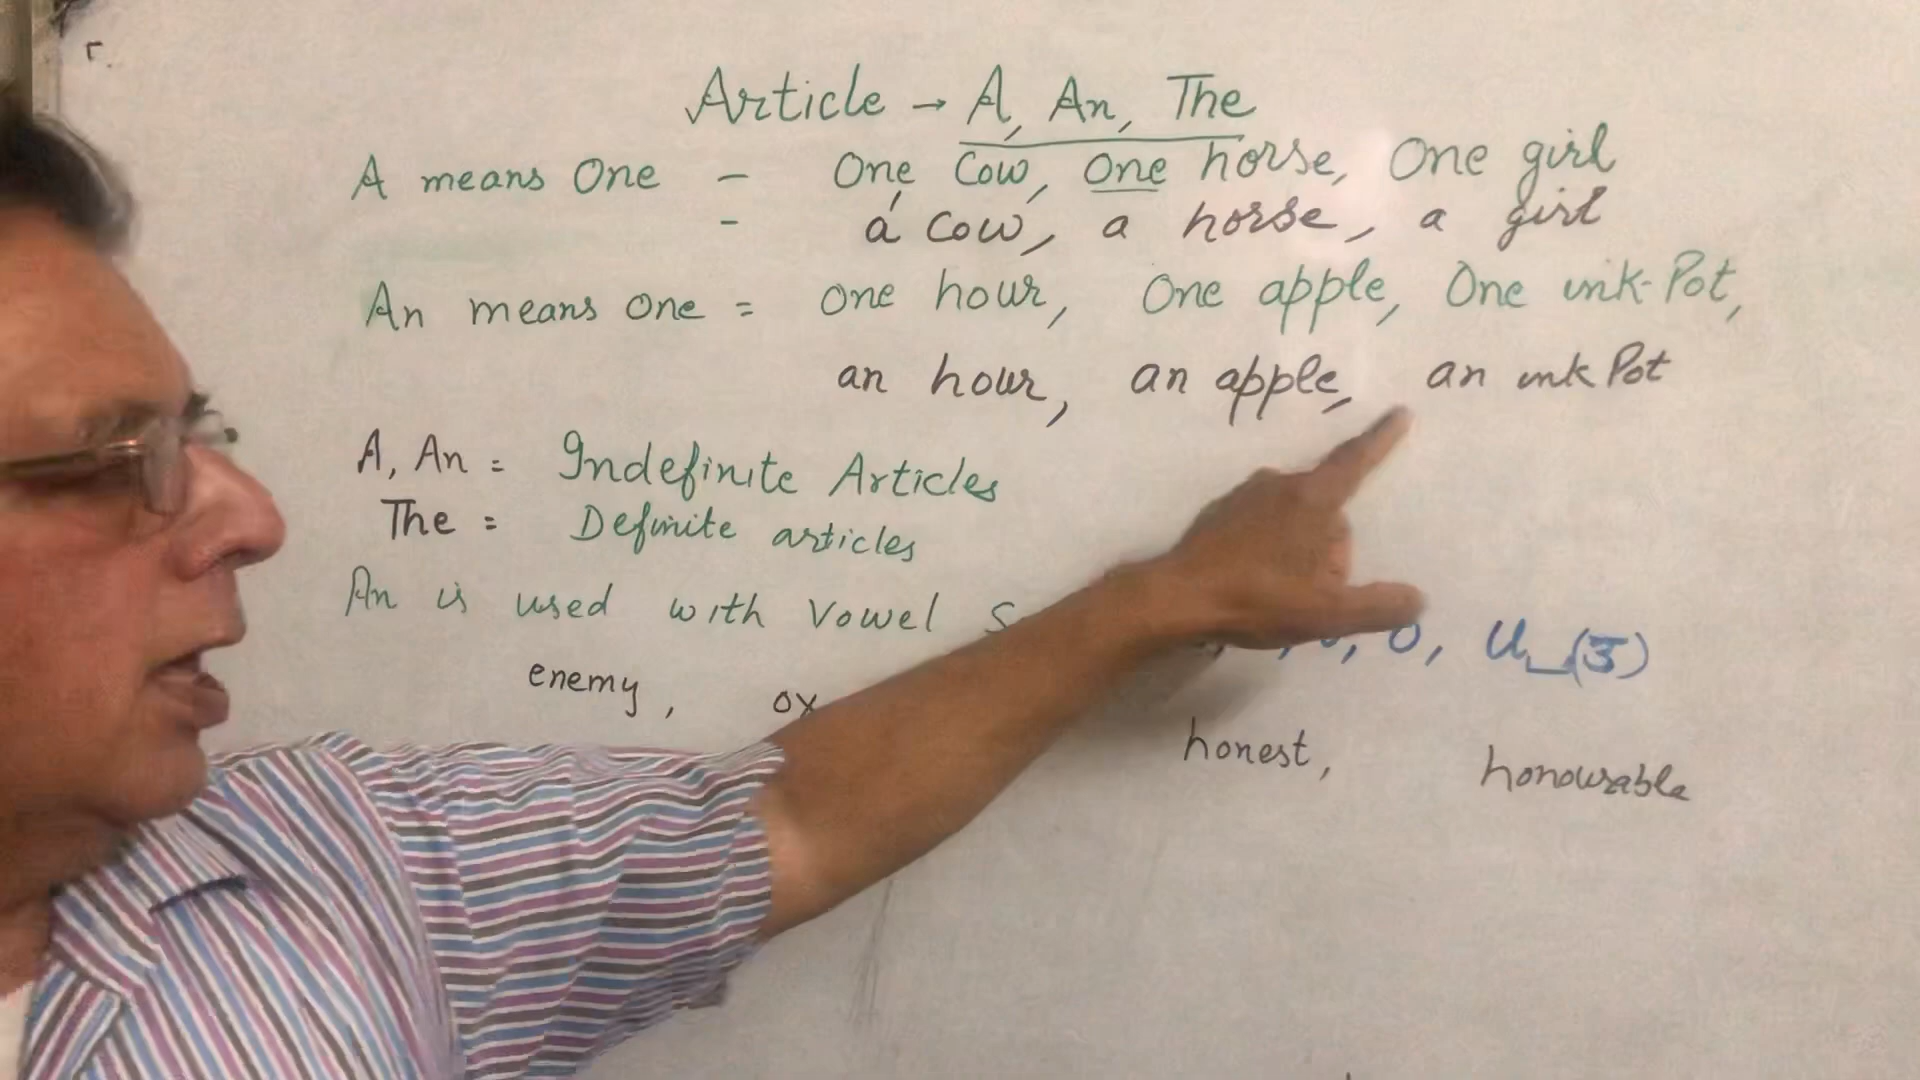 Article → A, An, The
A means One - One Cow, One horse, One girl
- a Cow, a horse, a girl
An means one = one hour, One apple, One ink-Pot,
an hour, an apple, an ink Pot
A, An = Indefinite Articles
The = Definite articles
An is used with Vowel O, U_
enemy, ox honest, honourable